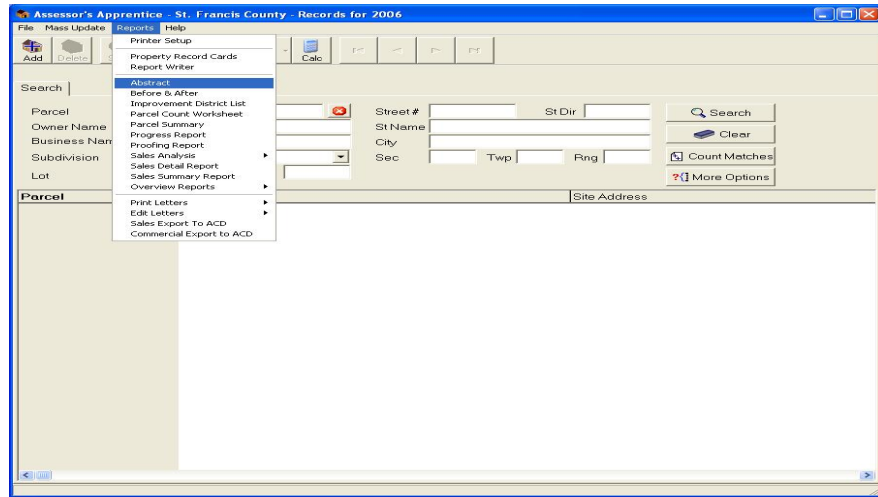 Assessor's Apprentice - St. Francis County - Records for 2006
File Mass Update Reports Help
Add Delete Calc
Printer Setup
Property Record Cards
Report Writer
Abstract
Before & After
Improvement District List
Parcel Count Worksheet
Parcel Summary
Progress Report
Proofing Report
Sales Analysis
Sales Detail Report
Sales Summary Report
Overview Reports
Print Letters
Edit Letters
Sales Export To ACD
Commercial Export to ACD
Search
Parcel Street # St Dir Search
Owner Name St Name Clear
Business Nam City
Subdivision Sec Twp Rng Count Matches
Lot More Options
Parcel Site Address